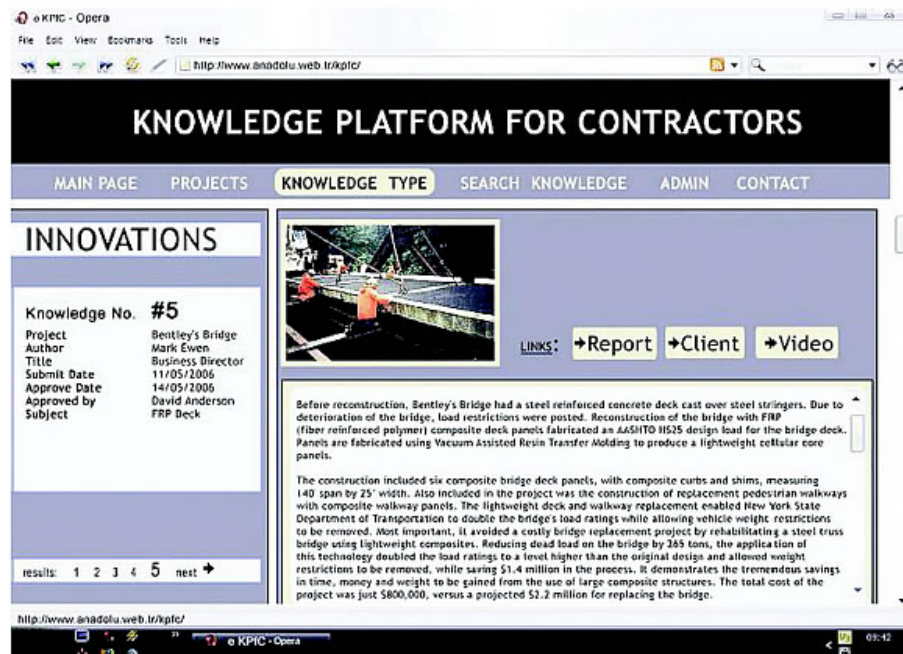 e KPfC - Opera
File Edit View Bookmarks Tools Help
http://www.anadolu.web.tr/kpfc/
KNOWLEDGE PLATFORM FOR CONTRACTORS
MAIN PAGE PROJECTS KNOWLEDGE TYPE SEARCH KNOWLEDGE ADMIN CONTACT
INNOVATIONS
Knowledge No. #5
Project Bentley's Bridge
Author Mark Ewen
Title Business Director
Submit Date 11/05/2006
Approve Date 14/05/2006
Approved by David Anderson
Subject FRP Deck
results: 1 2 3 4 5 next
LINKS: Report Client Video
Before reconstruction, Bentley's Bridge had a steel reinforced concrete deck cast over steel stringers. Due to
deterioration of the bridge, load restrictions were posted. Reconstruction of the bridge with FRP
(fiber reinforced polymer) composite deck panels fabricated an AASHTO HS25 design load for the bridge deck.
Panels are fabricated using Vacuum Assisted Resin Transfer Molding to produce a lightweight cellular core
panels.
The construction included six composite bridge deck panels, with composite curbs and shims, measuring
140' span by 25' width. Also included in the project was the construction of replacement pedestrian walkways
with composite walkway panels. The lightweight deck and walkway replacement enabled New York State
Department of Transportation to double the bridge's load ratings while allowing vehicle weight restrictions
to be removed. Most important, it avoided a costly bridge replacement project by rehabilitating a steel truss
bridge using lightweight composites. Reducing dead load on the bridge by 265 tons, the application of
this technology doubled the load ratings to a level higher than the original design and allowed weight
restrictions to be removed, while saving $1.4 million in the process. It demonstrates the tremendous savings
in time, money and weight to be gained from the use of large composite structures. The total cost of the
project was just $800,000, versus a projected $2.2 million for replacing the bridge.
http://www.anadolu.web.tr/kpfc/
e KPfC - Opera
09:42